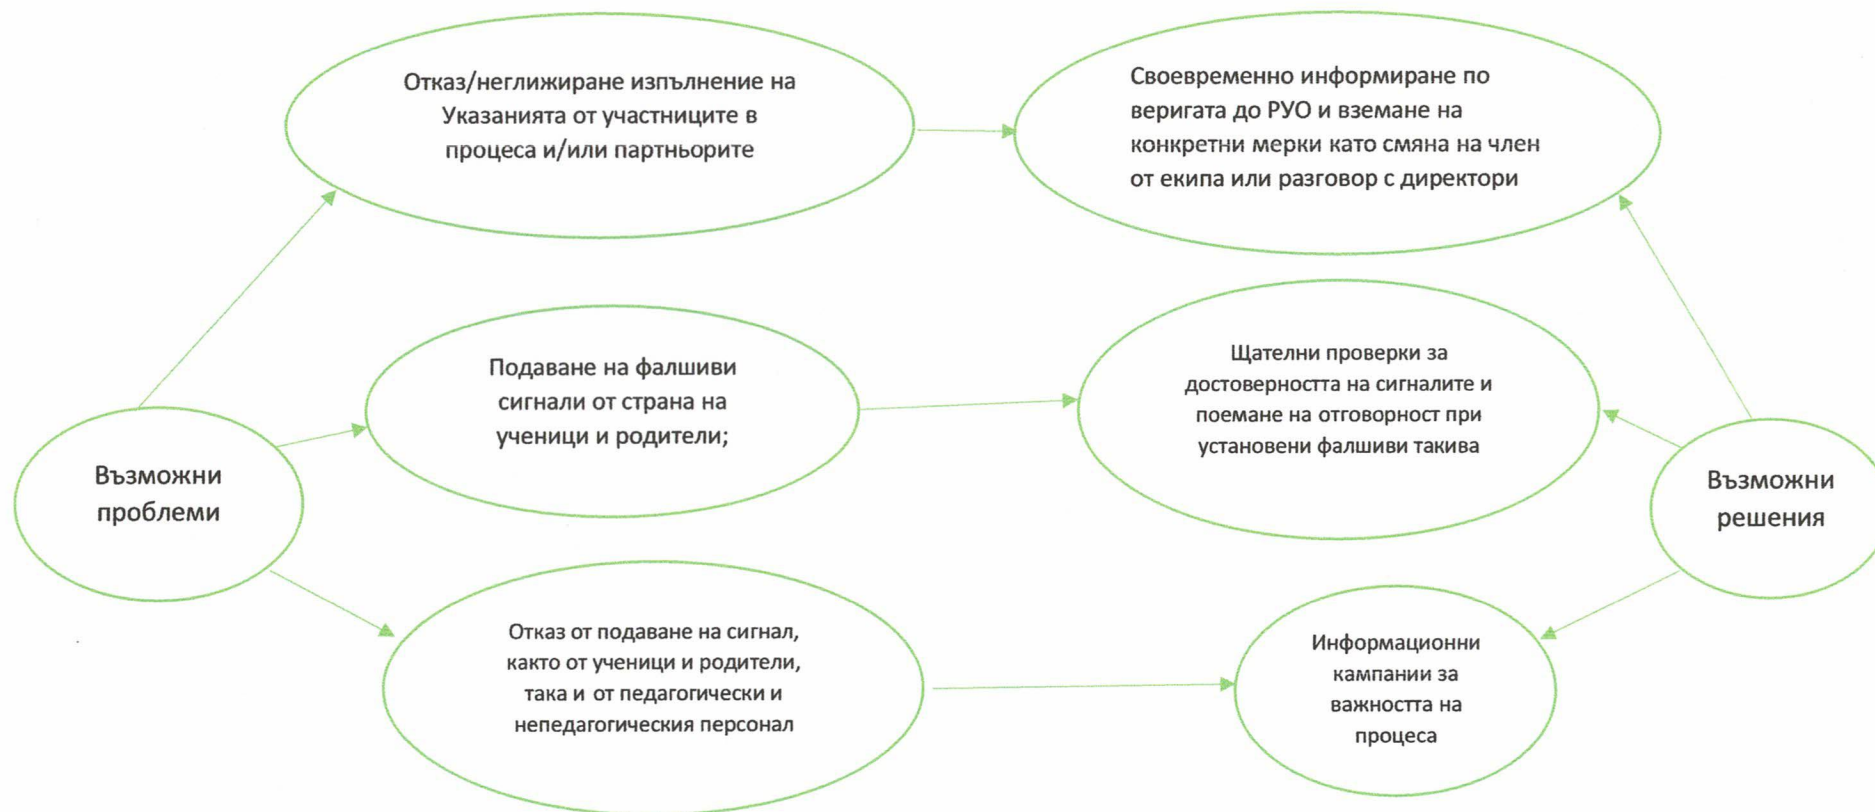 Отказ/неглижиране изпълнение на
Указанията от участниците в
процеса и/или партньорите
Своевременно информиране по
веригата до РУО и вземане на
конкретни мерки като смяна на член
от екипа или разговор с директори
Подаване на фалшиви
сигнали от страна на
ученици и родители;
Щателни проверки за
достоверността на сигналите и
поемане на отговорност при
установени фалшиви такива
Възможни
проблеми
Възможни
решения
Отказ от подаване на сигнал,
както от ученици и родители,
така и от педагогически и
непедагогическия персонал
Информационни
кампании за
важността на
процеса